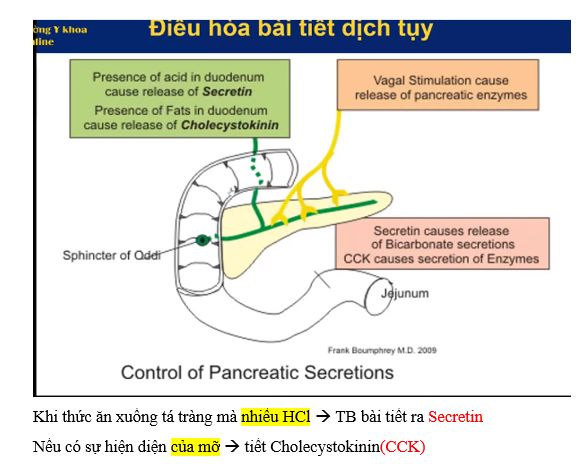 ờng Y khoa
nline
Điều hòa bài tiết dịch tụy
Presence of acid in duodenum
cause release of Secretin
Presence of Fats in duodenum
cause release of Cholecystokinin
Vagal Stimulation cause
release of pancreatic enzymes
Secretin causes release
of Bicarbonate secretions
CCK causes secretion of Enzymes
Sphincter of Oddi
Jejunum
Frank Boumphrey M.D. 2009
Control of Pancreatic Secretions
Khi thức ăn xuống tá tràng mà nhiều HCl → TB bài tiết ra Secretin
Nếu có sự hiện diện của mỡ → tiết Cholecystokinin(CCK)